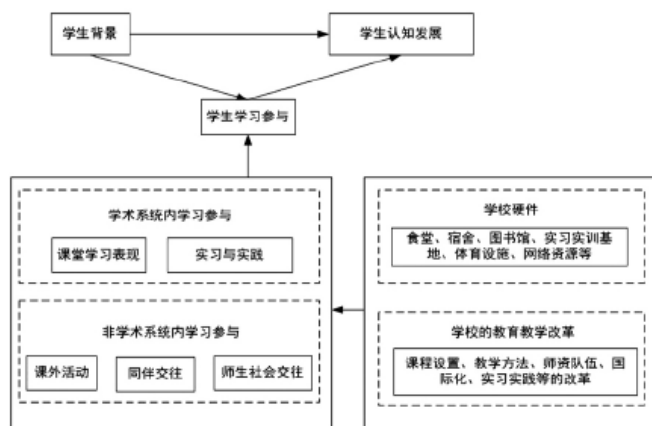 学生背景
学生认知发展
学生学习参与
学术系统内学习参与
课堂学习表现
实习与实践
非学术系统内学习参与
课外活动
同伴交往
师生社会交往
学校硬件
食堂、宿舍、图书馆、实习实训基
地、体育设施、网络资源等
学校的教育教学改革
课程设置、教学方法、师资队伍、国
际化、实习实践等的改革